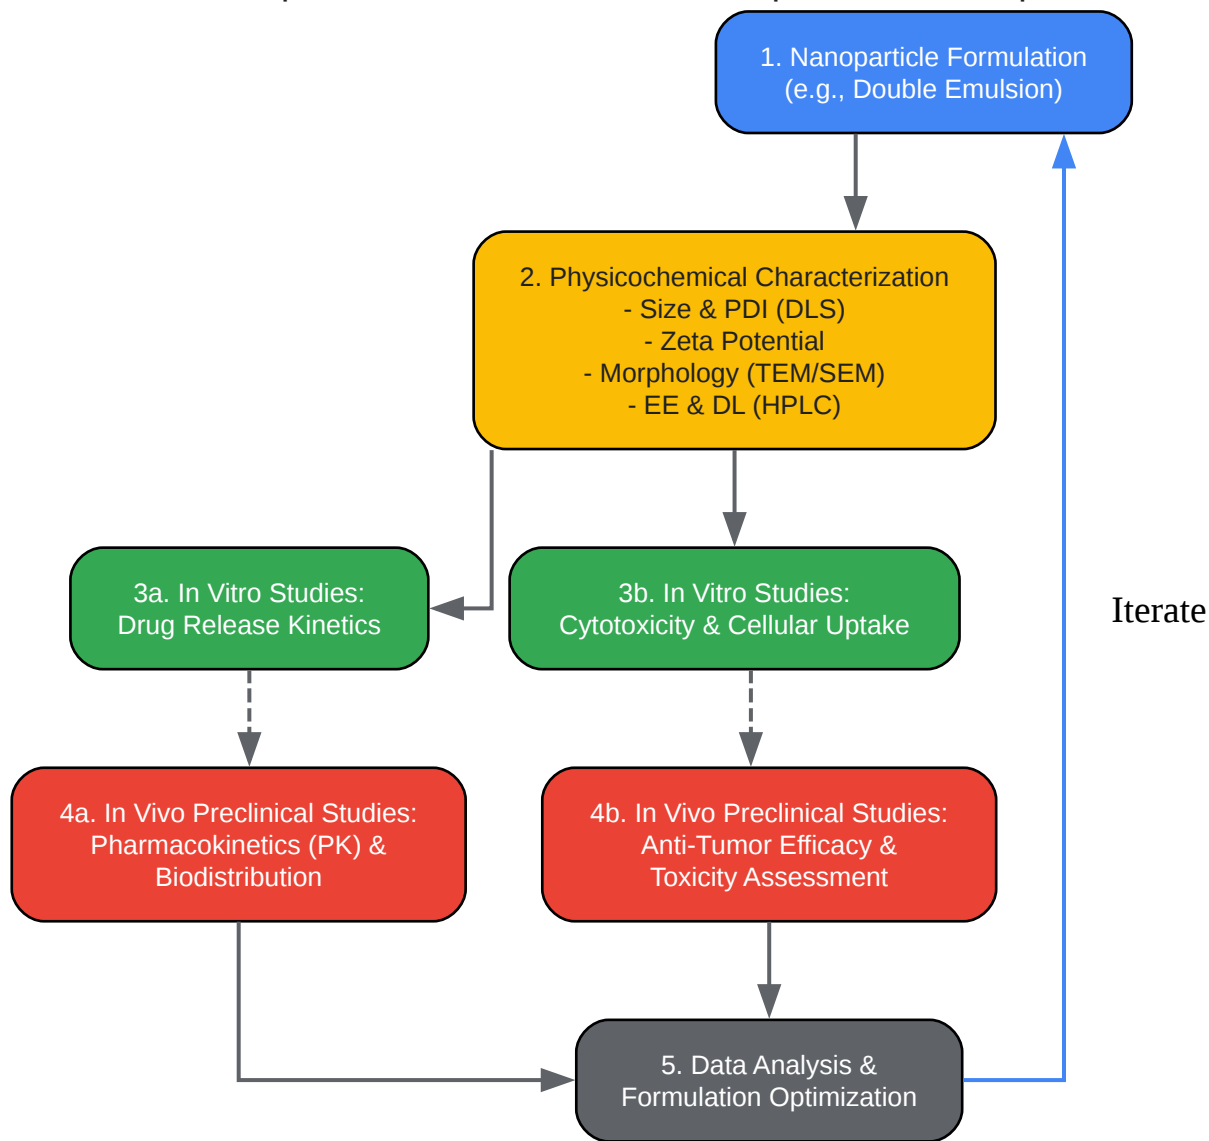 1. Nanoparticle Formulation
(e.g., Double Emulsion)
2. Physicochemical Characterization
- Size & PDI (DLS)
- Zeta Potential
- Morphology (TEM/SEM)
- EE & DL (HPLC)
3a. In Vitro Studies:
Drug Release Kinetics
3b. In Vitro Studies:
Cytotoxicity & Cellular Uptake
Iterate
4a. In Vivo Preclinical Studies:
Pharmacokinetics (PK) &
Biodistribution
4b. In Vivo Preclinical Studies:
Anti-Tumor Efficacy &
Toxicity Assessment
5. Data Analysis &
Formulation Optimization